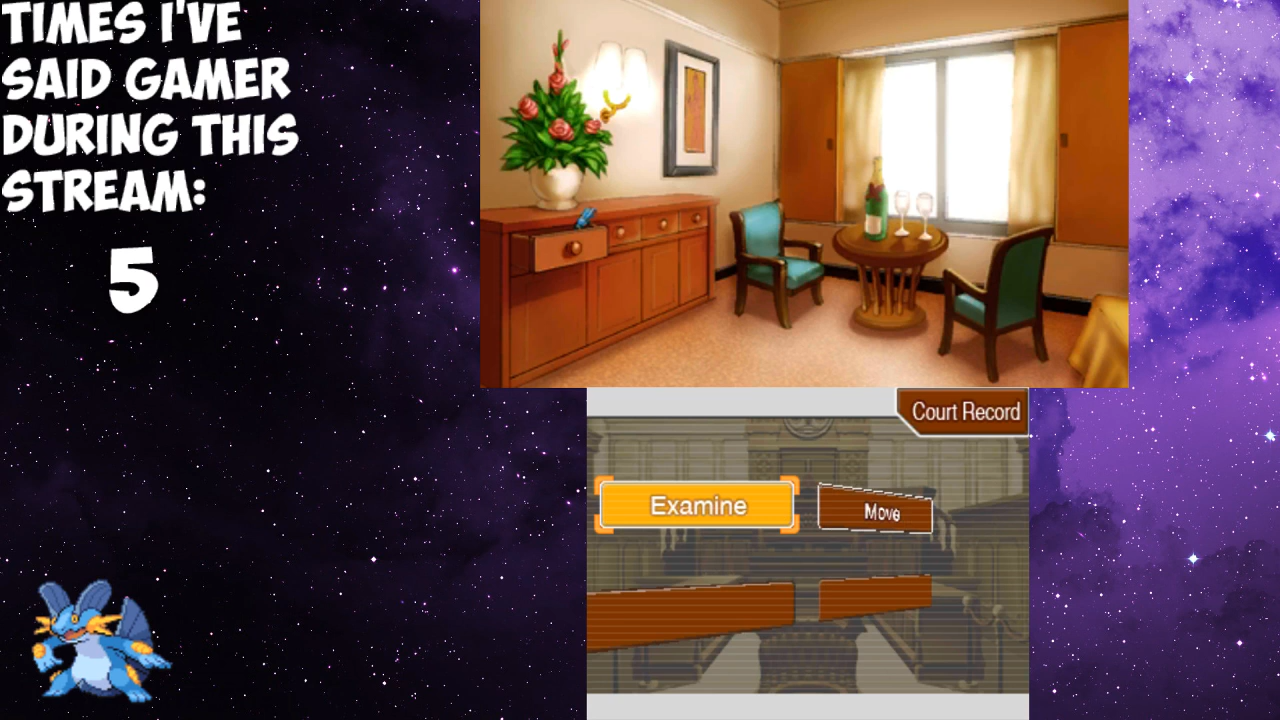 TIMES I'VE
SAID GAMER
DURING THIS
STREAM:
5
Court Record
Examine
Move